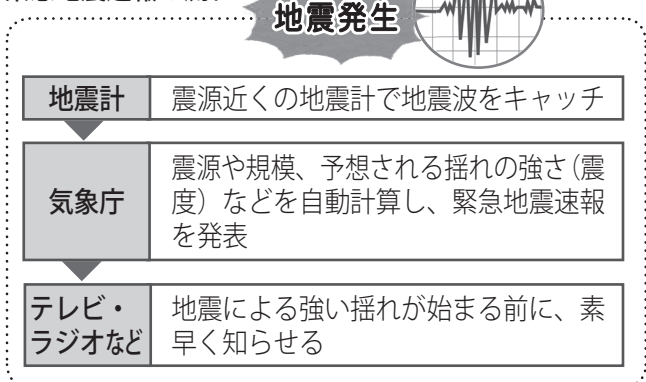 地震発生
地震計
震源近くの地震計で地震波をキャッチ
気象庁
震源や規模、予想される揺れの強さ(震
度）などを自動計算し、緊急地震速報
を発表
テレビ・
ラジオなど
地震による強い揺れが始まる前に、素
早く知らせる